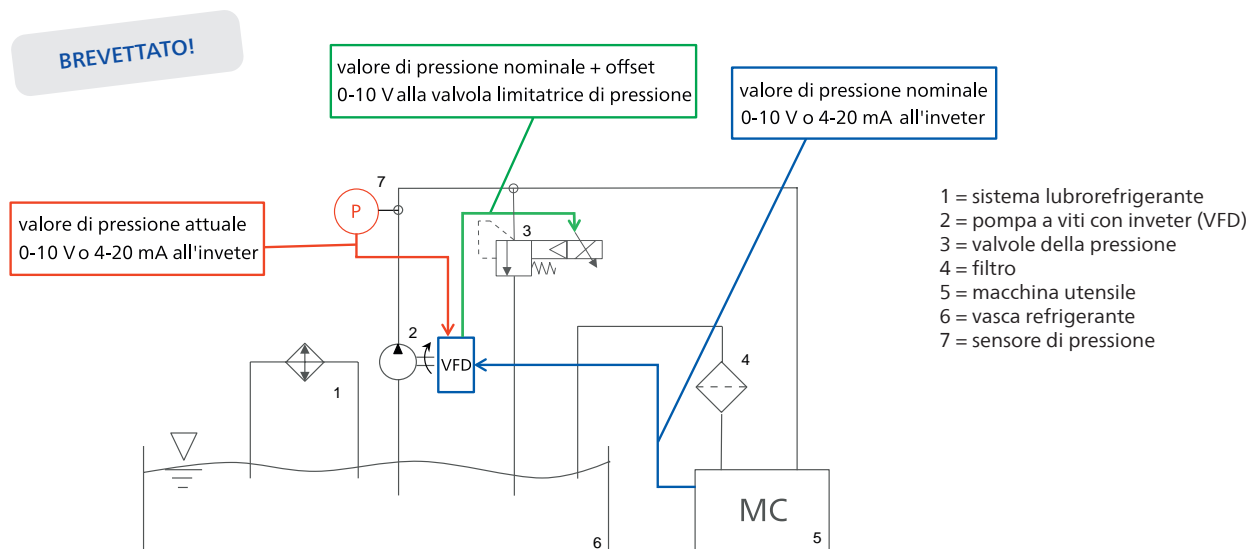 BREVETTATO!
valore di pressione nominale + offset
0-10 V alla valvola limitatrice di pressione
valore di pressione nominale
0-10 V o 4-20 mA all'inveter
valore di pressione attuale
0-10 V o 4-20 mA all'inveter
7
P
3
2
VFD
1
4
MC
5
6
1 = sistema lubrorefrigerante
2 = pompa a viti con inveter (VFD)
3 = valvole della pressione
4 = filtro
5 = macchina utensile
6 = vasca refrigerante
7 = sensore di pressione